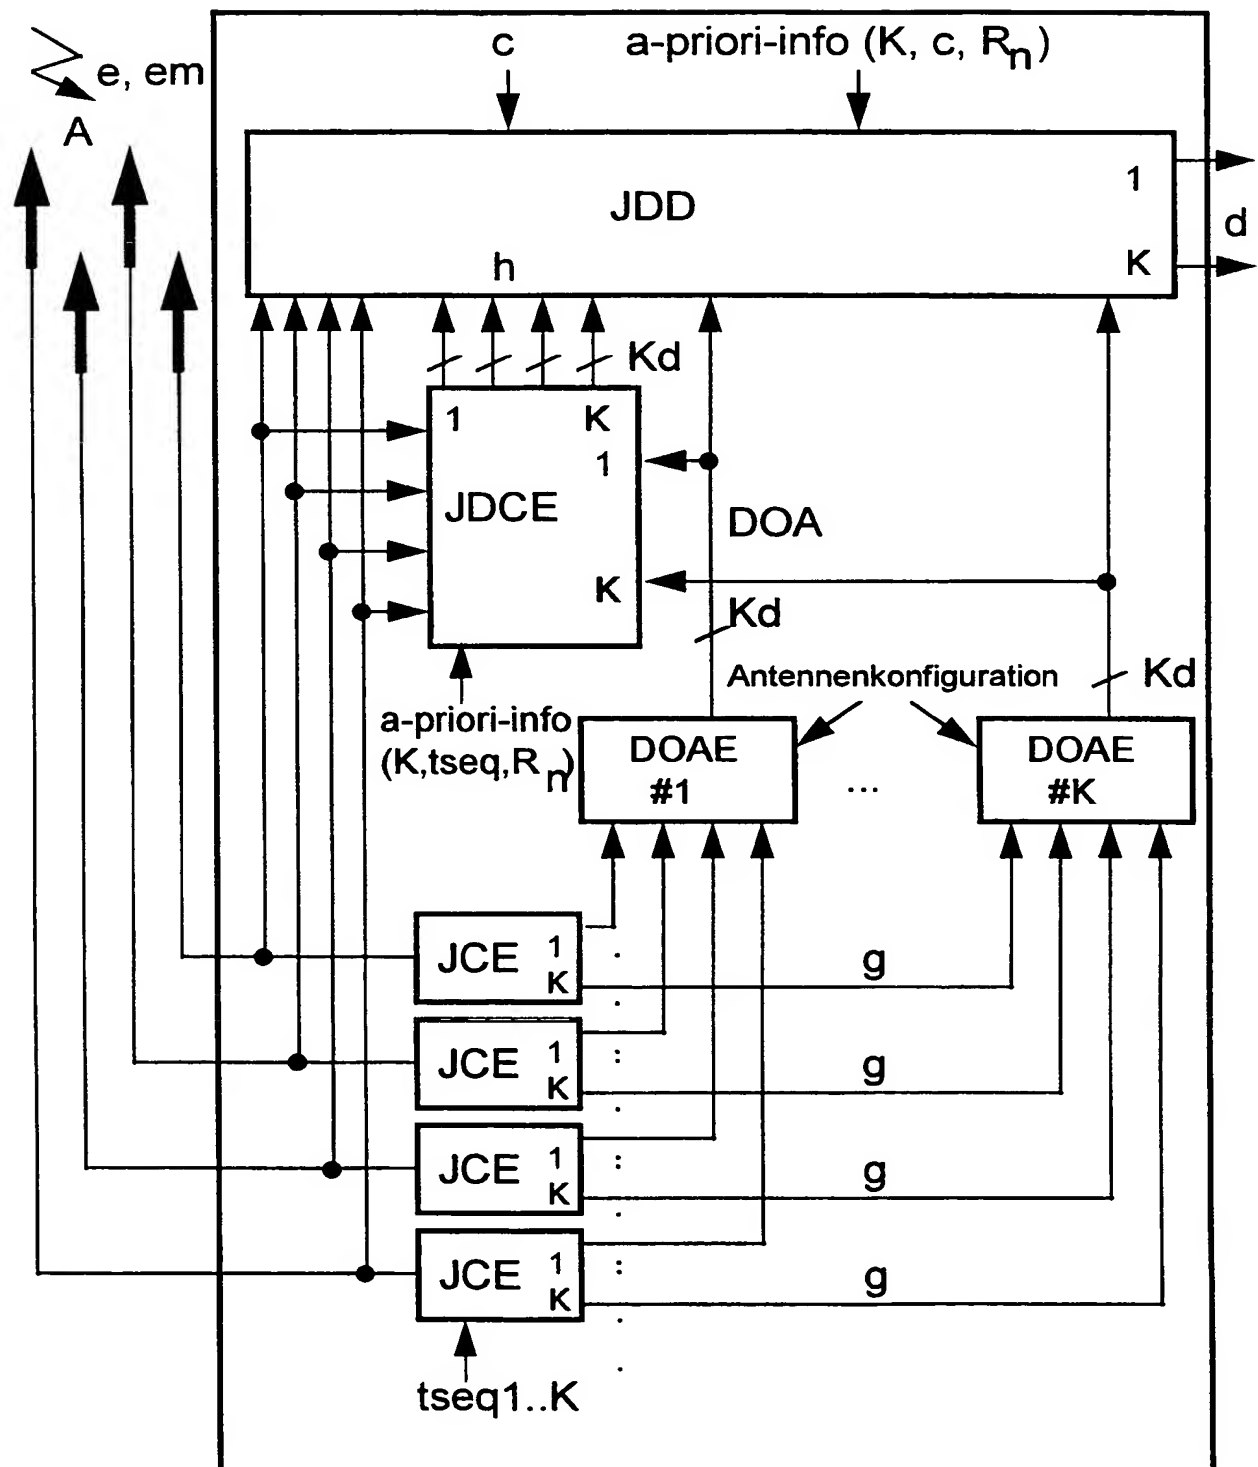 c
a-priori-info (K, c, Rn)
e, em
A
1
JDD
d
K
h
Kd
1 K
1
JDCE
DOA
K
Kd
Antennenkonfiguration
Kd
a-priori-info
(K,tseq,Rn)
DOAE
#1
...
DOAE
#K
JCE 1
K
g
JCE 1
K
g
JCE 1
K
g
JCE 1
K
g
tseq1..K